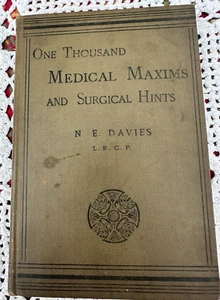 One Thousand
Medical Maxims
and Surgical Hints
N. E. DAVIES
L. R. C. P.